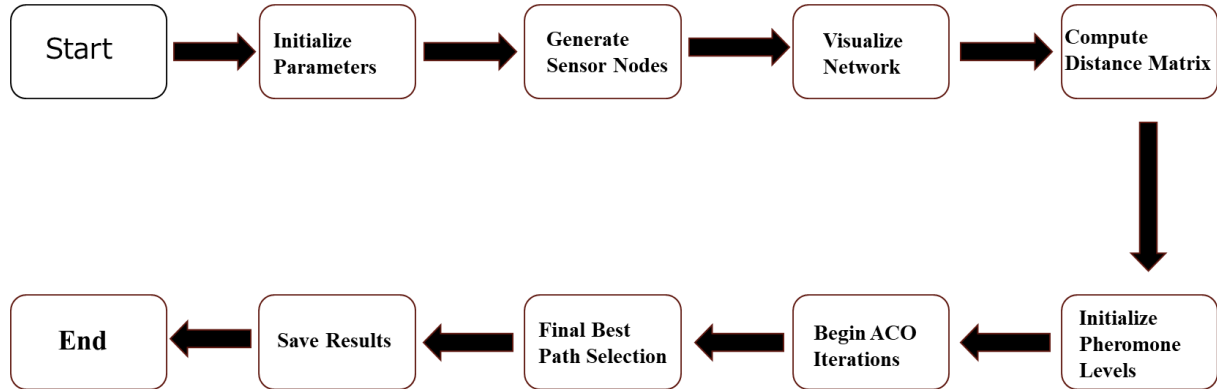 Start
Initialize
Parameters
Generate
Sensor Nodes
Visualize
Network
Compute
Distance Matrix
Initialize
Pheromone
Levels
Begin ACO
Iterations
Final Best
Path Selection
Save Results
End